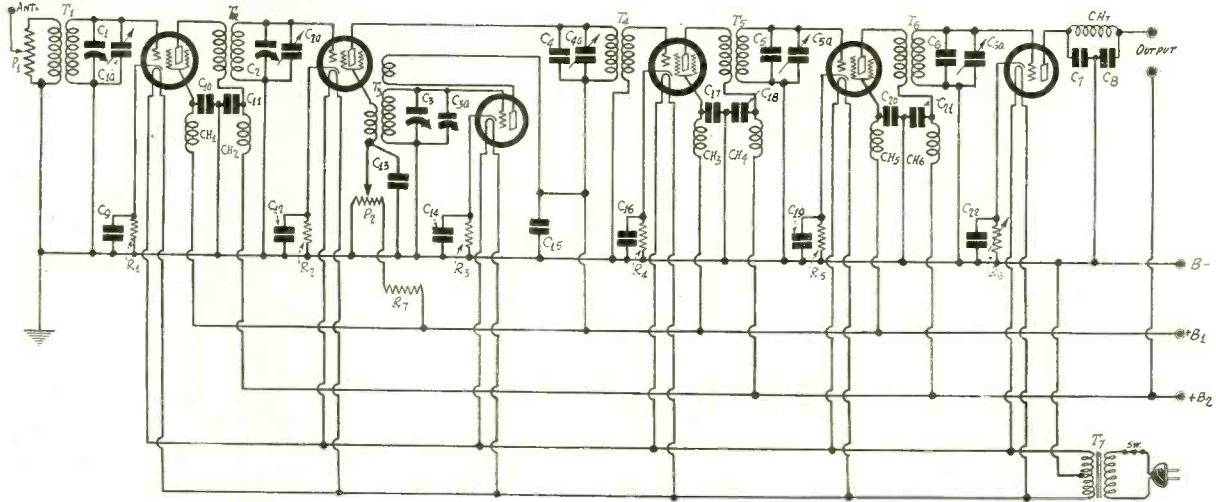 ANT.
T1
P1
C1
C1a
T2
C2
C2a
C10
C11
CH1
CH2
C9
R1
C12
R2
T3
C3
C3a
C13
P2
R7
C14
R3
C15
C4
C4a
T4
C16
R4
C17
C18
CH3
CH4
T5
C5
C5a
C19
R5
C20
C21
CH5
CH6
T6
C6
C22
CH7
C7
C8
OUTPUT
B-
+B1
+B2
T7
SW.